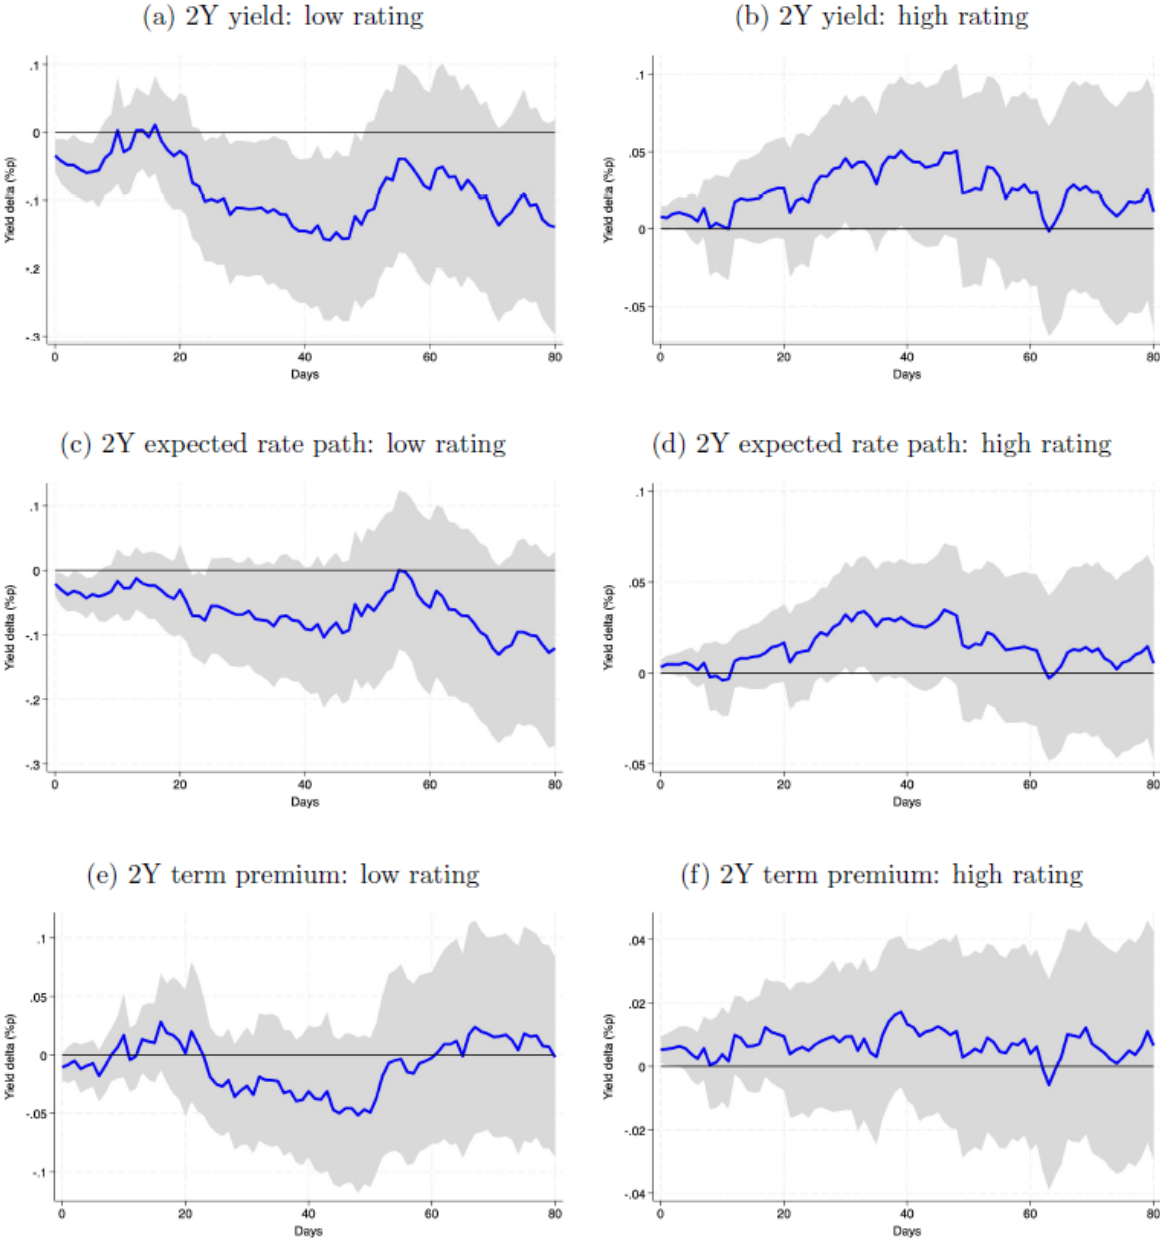 (a) 2Y yield: low rating
(b) 2Y yield: high rating
.1
0
-.1
-.2
-.3
Yield delta (%p)
0 20 40 60 80
Days
.1
.05
0
-.05
Yield delta (%p)
0 20 40 60 80
Days
(c) 2Y expected rate path: low rating
(d) 2Y expected rate path: high rating
.1
0
-.1
-.2
-.3
Yield delta (%p)
0 20 40 60 80
Days
.1
.05
0
-.05
Yield delta (%p)
0 20 40 60 80
Days
(e) 2Y term premium: low rating
(f) 2Y term premium: high rating
.1
.05
0
-.05
-.1
Yield delta (%p)
0 20 40 60 80
Days
.04
.02
0
-.02
-.04
Yield delta (%p)
0 20 40 60 80
Days